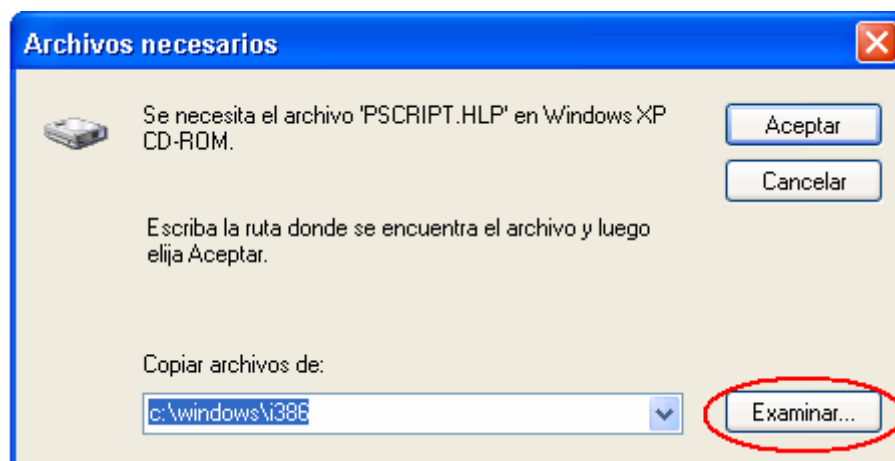 Archivos necesarios
Se necesita el archivo 'PSCRIPT.HLP' en Windows XP
CD-ROM.
Aceptar
Cancelar
Escriba la ruta donde se encuentra el archivo y luego
elija Aceptar.
Copiar archivos de:
c:\windows\i386
Examinar...